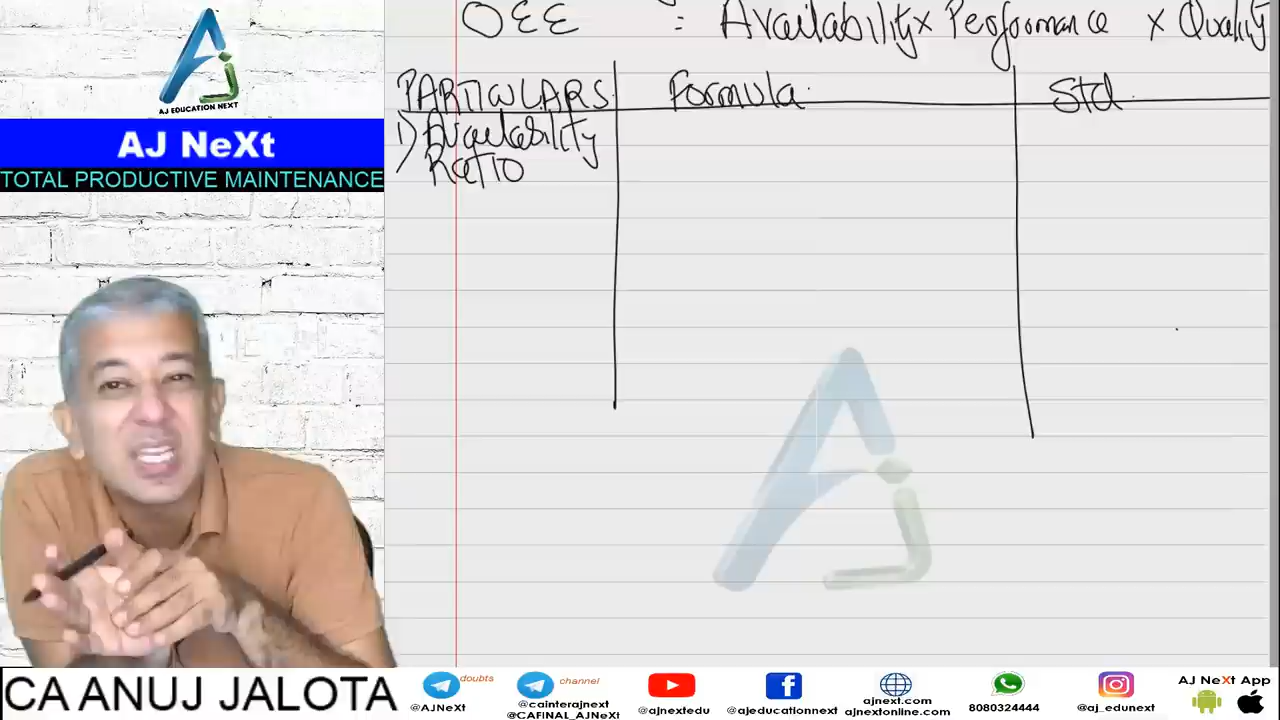 OEE = Availability x Performance x Quality
PARTICULARS Formula Std
1) Availability
Ratio
AJ EDUCATION NEXT
AJ NeXt
TOTAL PRODUCTIVE MAINTENANCE
CA ANUJ JALOTA
doubts
@AJNeXt
channel
@cainterajnext
@CAFINAL_AJNeXt
@ajnextedu
@ajeducationnext
ajnext.com
ajnextonline.com
8080324444
@aj_edunext
AJ NeXt App